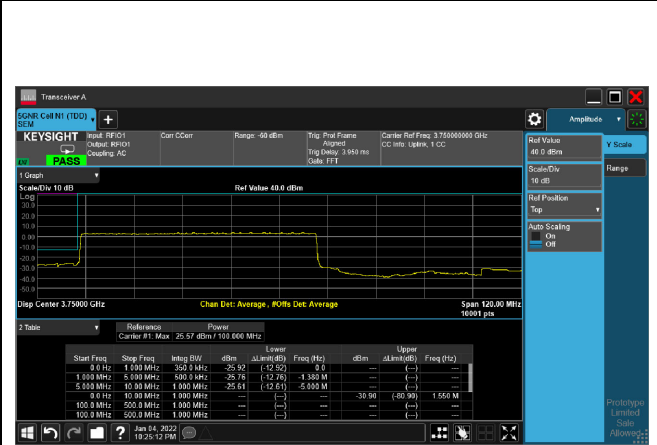 Transceiver A
5GNR Cell N1 (TDD)
SEM
Amplitude
KEYSIGHT
PASS
Input: RFIO1
Output: RFIO1
Coupling: AC
Corr CCorr
Range: -60 dBm
Trig: Prot Frame
Aligned
Trig Delay: 3.950 ms
Gate: FFT
Carrier Ref Freq: 3.750000000 GHz
CC Info: Uplink, 1 CC
Ref Value
40.0 dBm
Y Scale
Scale/Div
10 dB
Range
Ref Position
Top
Auto Scaling
On
Off
1 Graph
Scale/Div 10 dB
Ref Value 40.0 dBm
Log
30.0
20.0
10.0
0.00
-10.0
-20.0
-30.0
-40.0
-50.0
Disp Center 3.75000 GHz
Chan Det: Average , #Offs Det: Average
Span 120.00 MHz
10001 pts
2 Table
Reference Power
Carrier #1: Max 25.57 dBm / 100.000 MHz
Lower Upper
Start Freq Stop Freq Integ BW dBm ΔLimit(dB) Freq (Hz) dBm ΔLimit(dB) Freq (Hz)
0.0 Hz 1.000 MHz 350.0 kHz -25.92 (-12.92) 0.0 --- (---) ---
1.000 MHz 5.000 MHz 500.0 kHz -25.76 (-12.76) -1.380 M --- (---) ---
5.000 MHz 10.00 MHz 1.000 MHz -25.61 (-12.61) -5.000 M --- (---) ---
0.0 Hz 10.00 MHz 1.000 MHz --- (---) --- -30.90 (-80.90) 1.550 M
100.0 MHz 500.0 MHz 1.000 MHz --- (---) --- --- (---) ---
100.0 MHz 500.0 MHz 1.000 MHz --- (---) --- --- (---) ---
Prototype
Limited
Sale
Allowed
Jan 04, 2022
10:25:12 PM